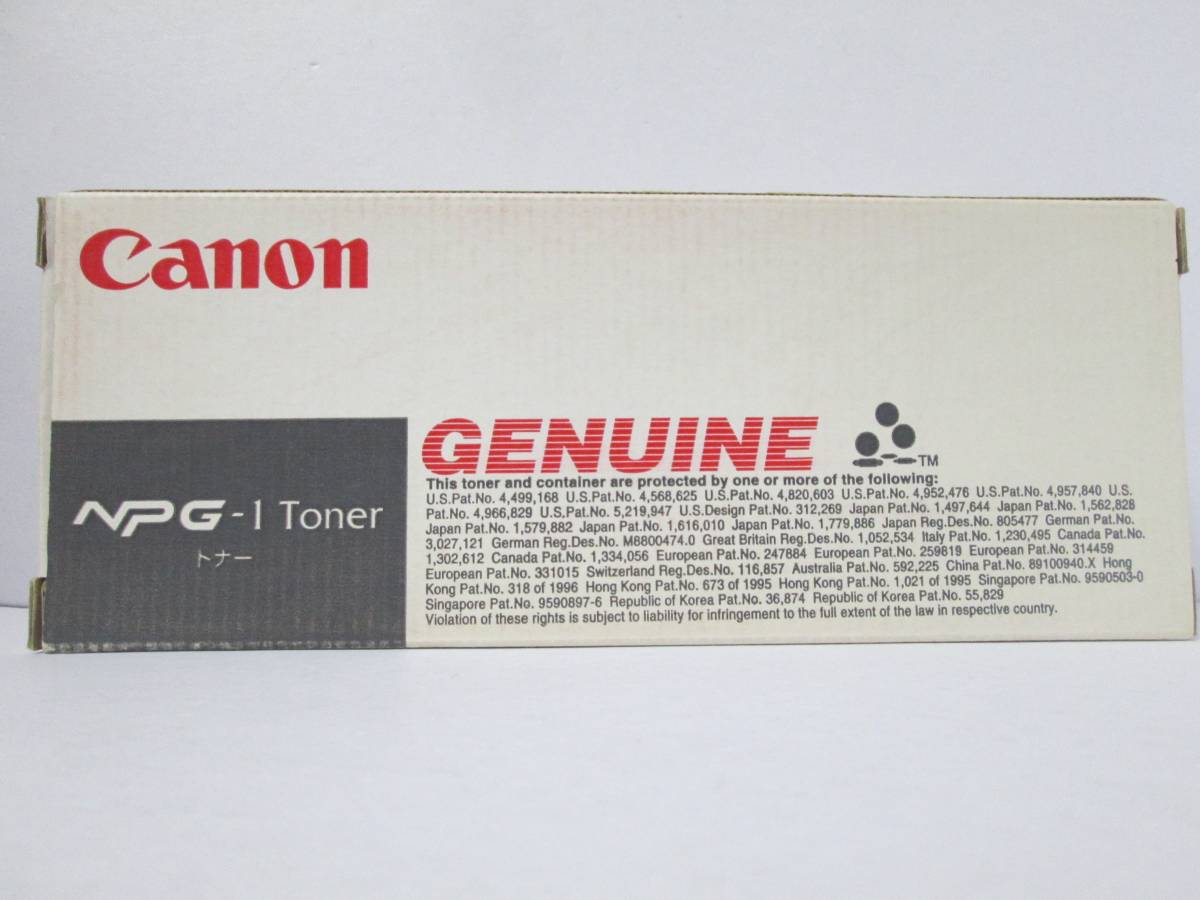 Canon
NPG-1 Toner
トナー
GENUINE
TM
This toner and container are protected by one or more of the following:
U.S.Pat.No. 4,499,168 U.S.Pat.No. 4,568,625 U.S.Pat.No. 4,820,603 U.S.Pat.No. 4,952,476 U.S.Pat.No. 4,957,840 U.S.
Pat.No. 4,966,829 U.S.Pat.No. 5,219,947 U.S.Design Pat.No. 312,269 Japan Pat.No. 1,497,644 Japan Pat.No. 1,562,828
Japan Pat.No. 1,579,882 Japan Pat.No. 1,616,010 Japan Pat.No. 1,779,886 Japan Reg.Des.No. 805477 German Pat.No.
3,027,121 German Reg.Des.No. M8800474.0 Great Britain Reg.Des.No. 1,052,534 Italy Pat.No. 1,230,495 Canada Pat.No.
1,302,612 Canada Pat.No. 1,334,056 European Pat.No. 247884 European Pat.No. 259819 European Pat.No. 314459
European Pat.No. 331015 Switzerland Reg.Des.No. 116,857 Australia Pat.No. 592,225 China Pat.No. 89100940.X Hong
Kong Pat.No. 318 of 1996 Hong Kong Pat.No. 673 of 1995 Hong Kong Pat.No. 1,021 of 1995 Singapore Pat.No. 9590503-0
Singapore Pat.No. 9590897-6 Republic of Korea Pat.No. 36,874 Republic of Korea Pat.No. 55,829
Violation of these rights is subject to liability for infringement to the full extent of the law in respective country.